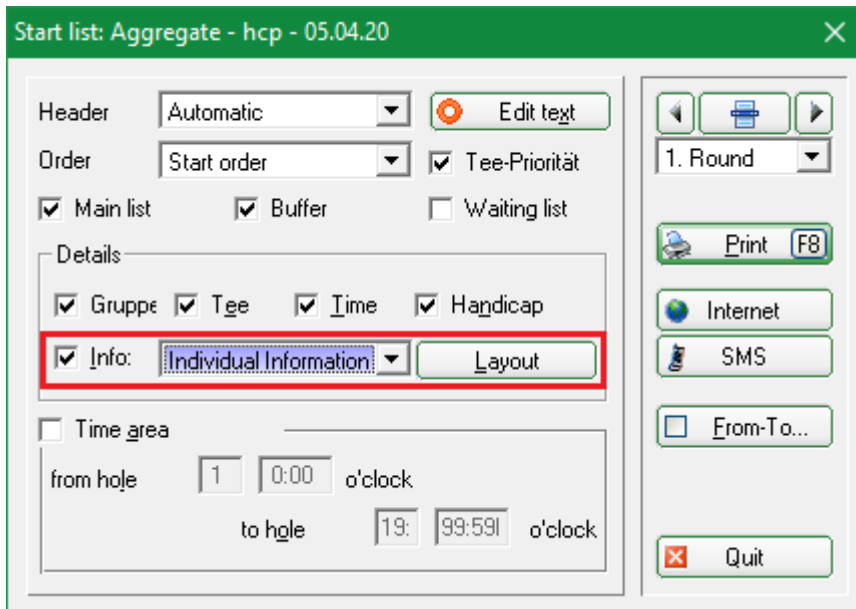 Start list: Aggregate - hcp - 05.04.20
Header Automatic Edit text
Order Start order Tee-Priorität
Main list Buffer Waiting list
Details
Gruppe Tee Time Handicap
Info: Individual Information Layout
Time area
from hole 1 0:00 o'clock
to hole 19: 99:59 o'clock
1. Round
Print F8
Internet
SMS
From-To...
Quit